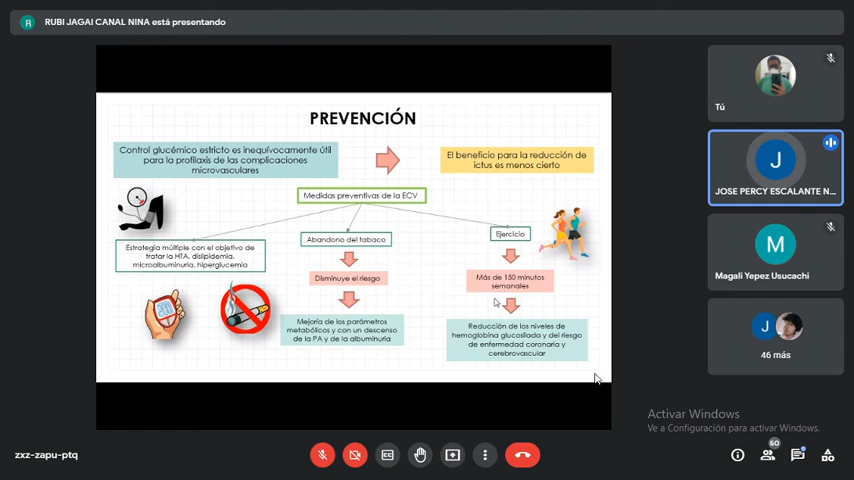 R
RUBI JAGAI CANAL NINA está presentando
PREVENCIÓN
Control glucémico estricto es inequívocamente útil
para la profilaxis de las complicaciones
microvasculares
El beneficio para la reducción de
ictus es menos cierto
Medidas preventivas de la ECV
Estrategia múltiple con el objetivo de
tratar la HTA, dislipidemia,
microalbuminuria, hiperglucemia
Abandono del tabaco
Disminuye el riesgo
Mejoría de los parámetros
metabólicos y con un descenso
de la PA y de la albuminuria
Ejercicio
Más de 150 minutos
semanales
Reducción de los niveles de
hemoglobina glucosilada y del riesgo
de enfermedad coronaria y
cerebrovascular
Tú
J
JOSE PERCY ESCALANTE N...
M
Magali Yepez Usucachi
J
46 más
Activar Windows
Ve a Configuración para activar Windows.
zxz-zapu-ptq
CC
50